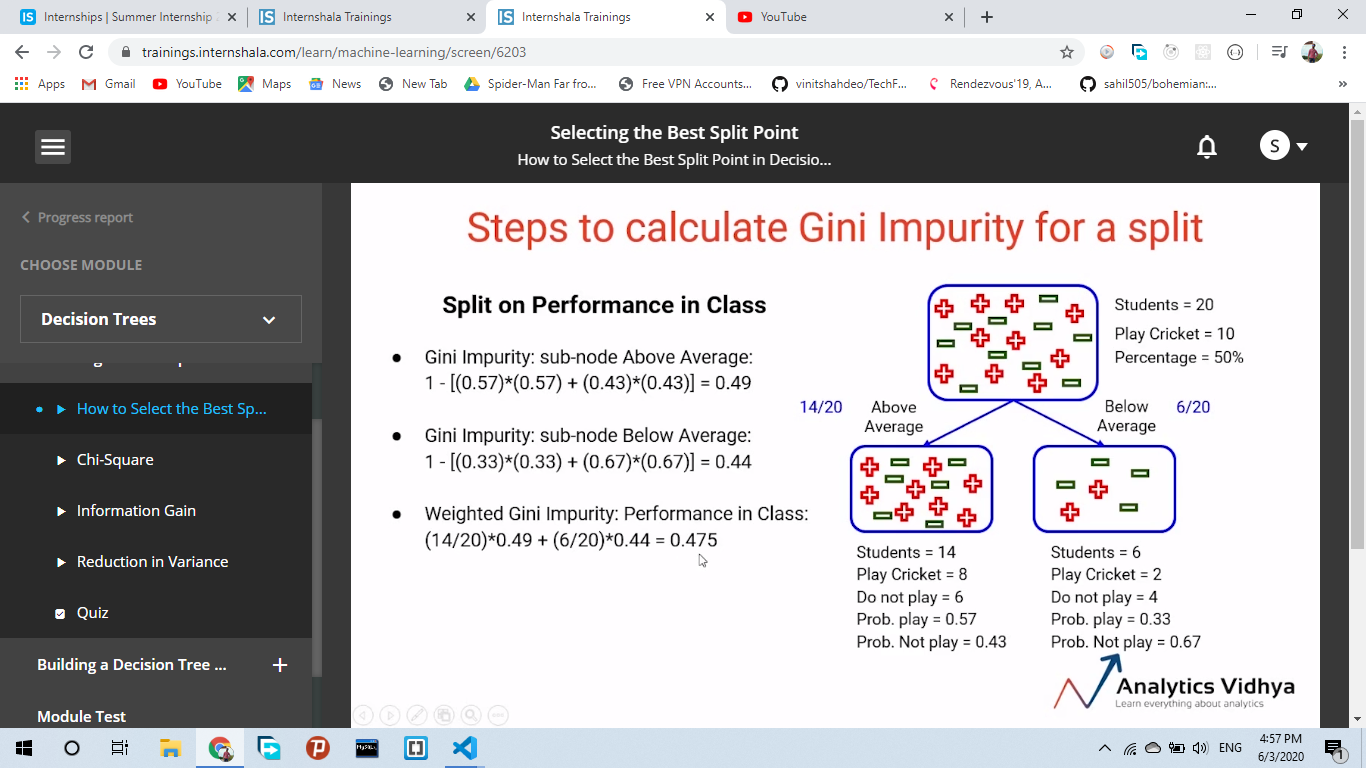 Internships | Summer Internship
Internshala Trainings
Internshala Trainings
YouTube
trainings.internshala.com/learn/machine-learning/screen/6203
Apps
Gmail
YouTube
Maps
News
New Tab
Spider-Man Far fro...
Free VPN Accounts...
vinitshahdeo/TechF...
Rendezvous'19, A...
sahil505/bohemian:...
»
Selecting the Best Split Point
How to Select the Best Split Point in Decisio...
S
Progress report
CHOOSE MODULE
Decision Trees
How to Select the Best Sp...
Chi-Square
Information Gain
Reduction in Variance
Quiz
Building a Decision Tree ...
+
Module Test
Steps to calculate Gini Impurity for a split
Split on Performance in Class
● Gini Impurity: sub-node Above Average:
1 - [(0.57)*(0.57) + (0.43)*(0.43)] = 0.49
● Gini Impurity: sub-node Below Average:
1 - [(0.33)*(0.33) + (0.67)*(0.67)] = 0.44
● Weighted Gini Impurity: Performance in Class:
(14/20)*0.49 + (6/20)*0.44 = 0.475
Students = 20
Play Cricket = 10
Percentage = 50%
14/20
Above
Average
Below
Average
6/20
Students = 14
Play Cricket = 8
Do not play = 6
Prob. play = 0.57
Prob. Not play = 0.43
Students = 6
Play Cricket = 2
Do not play = 4
Prob. play = 0.33
Prob. Not play = 0.67
Analytics Vidhya
Learn everything about analytics
ENG
4:57 PM
6/3/2020
1